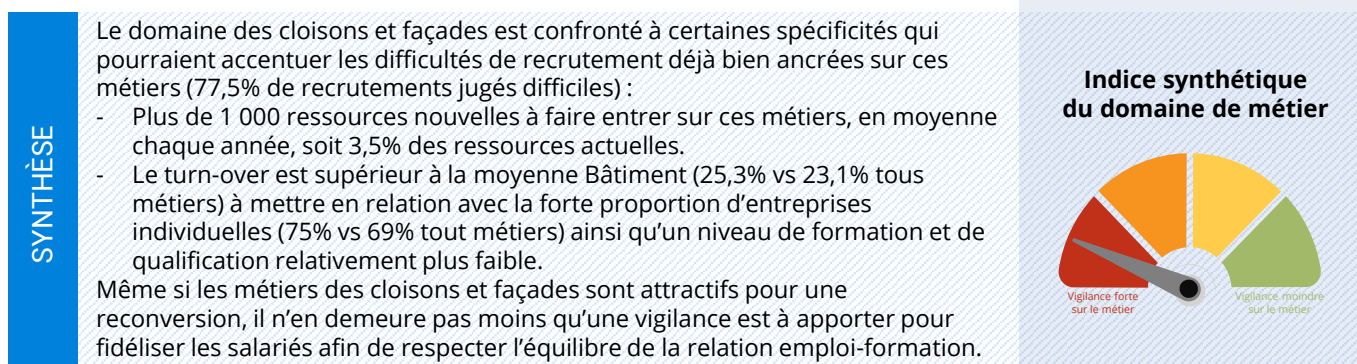 SYNTHÈSE
Le domaine des cloisons et façades est confronté à certaines spécificités qui
pourraient accentuer les difficultés de recrutement déjà bien ancrées sur ces
métiers (77,5% de recrutements jugés difficiles) :
- Plus de 1 000 ressources nouvelles à faire entrer sur ces métiers, en moyenne
chaque année, soit 3,5% des ressources actuelles.
- Le turn-over est supérieur à la moyenne Bâtiment (25,3% vs 23,1% tous
métiers) à mettre en relation avec la forte proportion d’entreprises
individuelles (75% vs 69% tout métiers) ainsi qu’un niveau de formation et de
qualification relativement plus faible.
Même si les métiers des cloisons et façades sont attractifs pour une
reconversion, il n’en demeure pas moins qu’une vigilance est à apporter pour
fidéliser les salariés afin de respecter l’équilibre de la relation emploi-formation.
Indice synthétique
du domaine de métier
Vigilance forte
sur le métier
Vigilance moindre
sur le métier